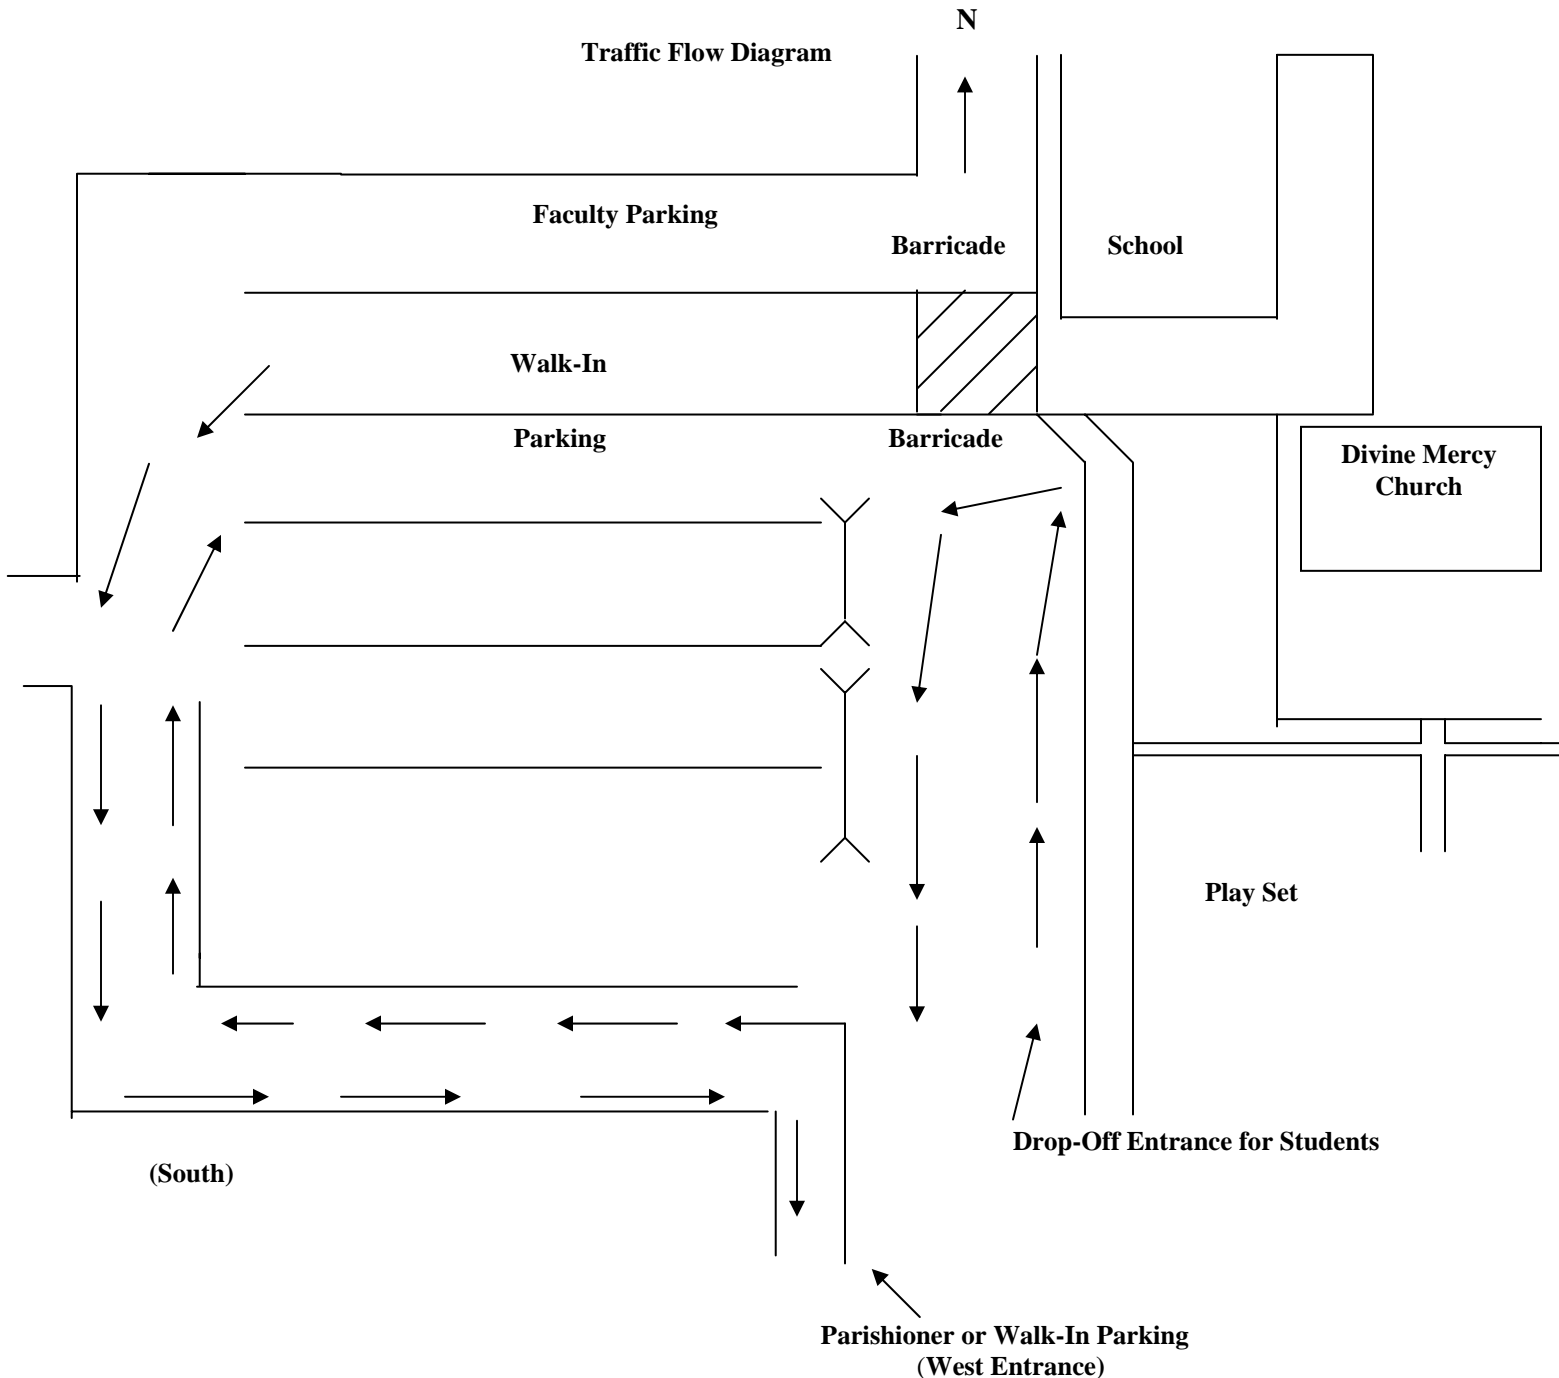 N
Traffic Flow Diagram
Faculty Parking
Barricade
School
Walk-In
Parking
Barricade
Divine Mercy
Church
Play Set
Drop-Off Entrance for Students
(South)
Parishioner or Walk-In Parking
(West Entrance)